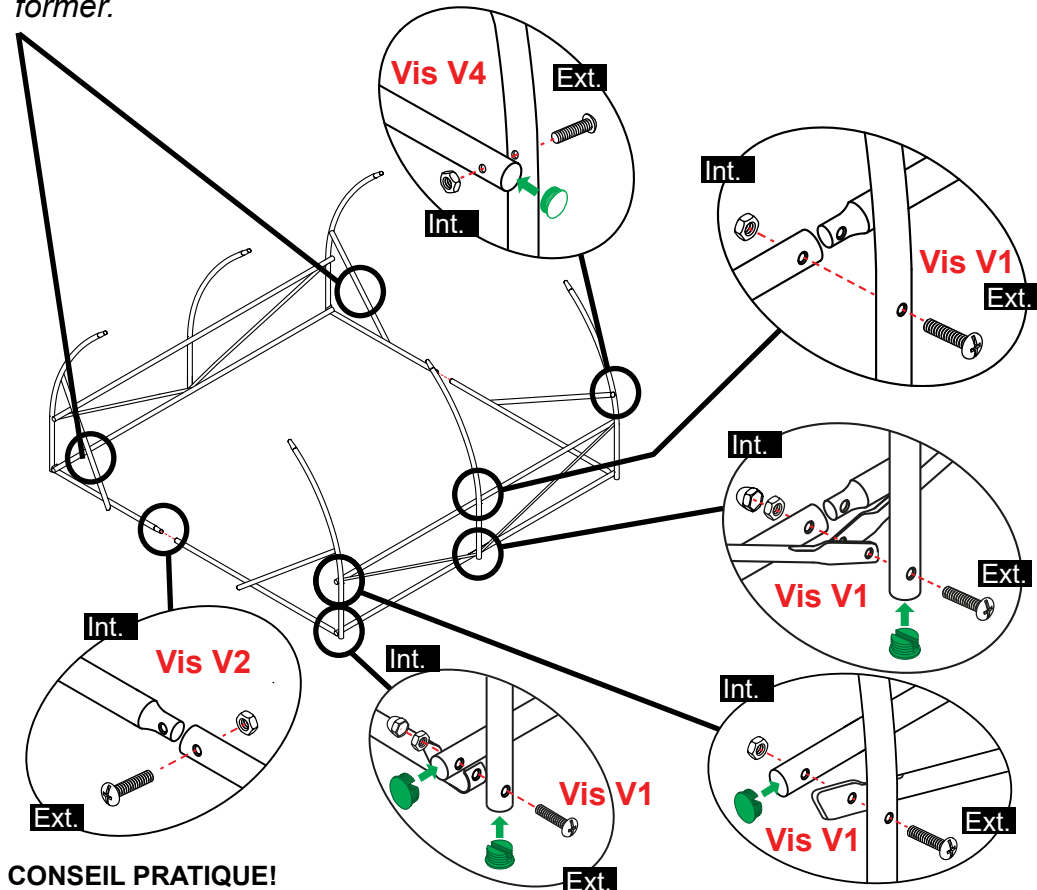 former.
Vis V4
Ext.
Int.
Int.
Vis V1
Ext.
Int.
Vis V1
Ext.
Int.
Vis V2
Ext.
Int.
Vis V1
Ext.
Int.
Vis V1
Ext.
CONSEIL PRATIQUE!